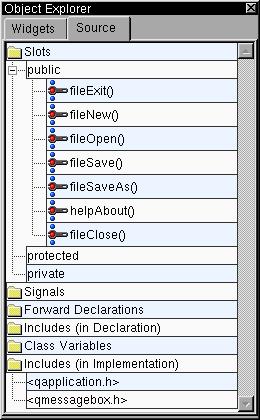 Object Explorer
Widgets Source
Slots
public
fileExit()
fileNew()
fileOpen()
fileSave()
fileSaveAs()
helpAbout()
fileClose()
protected
private
Signals
Forward Declarations
Includes (in Declaration)
Class Variables
Includes (in Implementation)
<qapplication.h>
<qmessagebox.h>